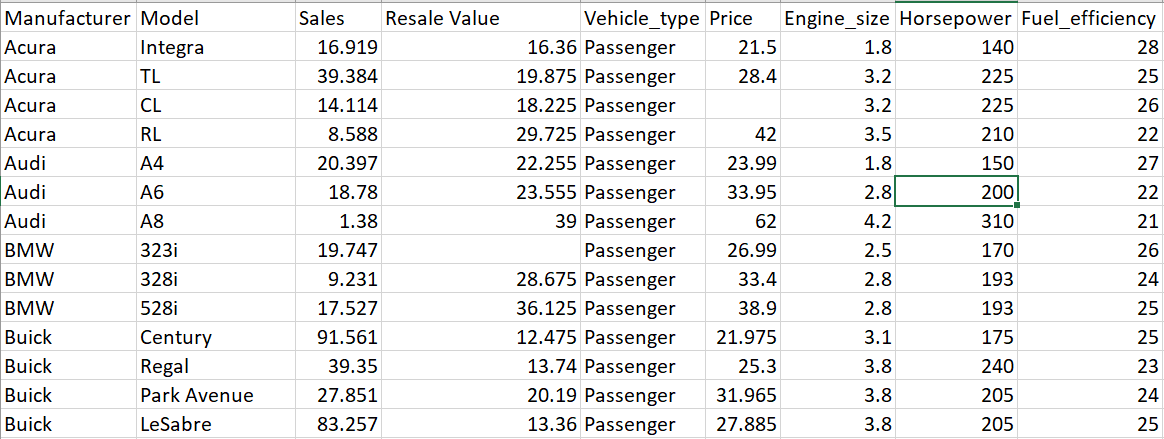 Manufacturer Model Sales Resale Value Vehicle_type Price Engine_size Horsepower Fuel_efficiency
Acura Integra 16.919 16.36 Passenger 21.5 1.8 140 28
Acura TL 39.384 19.875 Passenger 28.4 3.2 225 25
Acura CL 14.114 18.225 Passenger 3.2 225 26
Acura RL 8.588 29.725 Passenger 42 3.5 210 22
Audi A4 20.397 22.255 Passenger 23.99 1.8 150 27
Audi A6 18.78 23.555 Passenger 33.95 2.8 200 22
Audi A8 1.38 39 Passenger 62 4.2 310 21
BMW 323i 19.747 Passenger 26.99 2.5 170 26
BMW 328i 9.231 28.675 Passenger 33.4 2.8 193 24
BMW 528i 17.527 36.125 Passenger 38.9 2.8 193 25
Buick Century 91.561 12.475 Passenger 21.975 3.1 175 25
Buick Regal 39.35 13.74 Passenger 25.3 3.8 240 23
Buick Park Avenue 27.851 20.19 Passenger 31.965 3.8 205 24
Buick LeSabre 83.257 13.36 Passenger 27.885 3.8 205 25